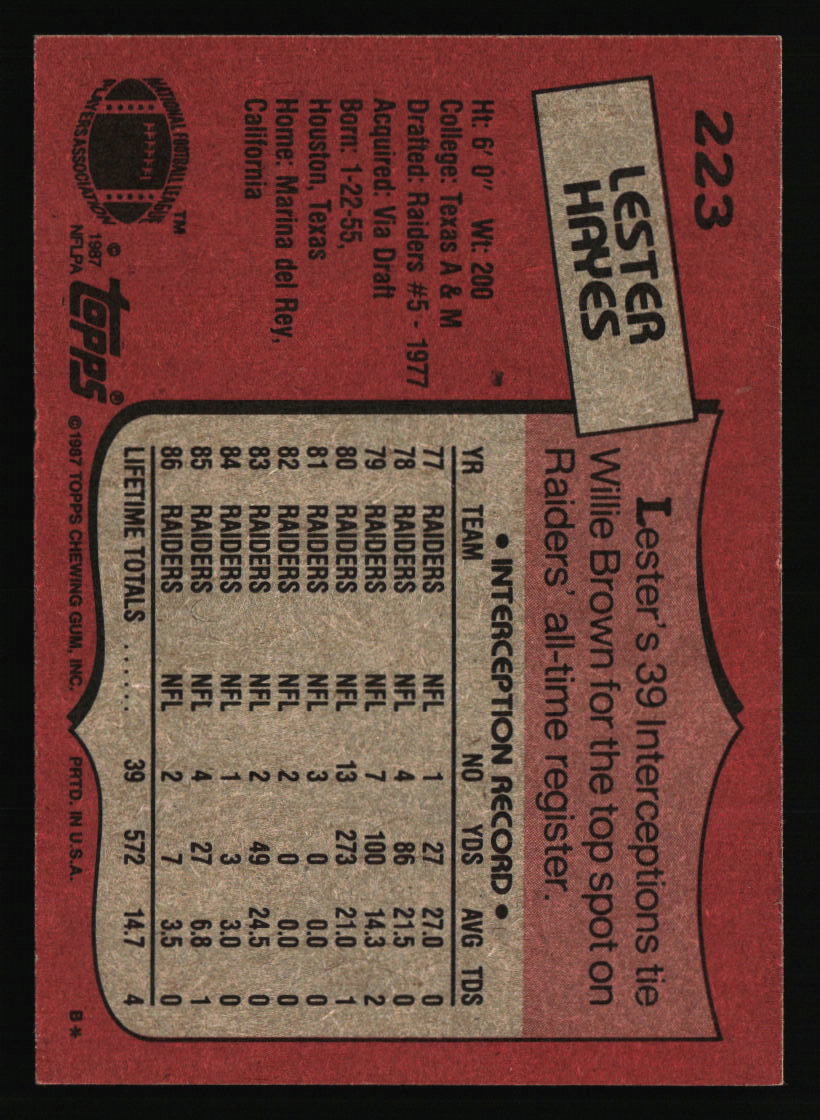 223
LESTER
HAYES
Ht: 6' 0" Wt: 200
College: Texas A & M
Drafted: Raiders #5 - 1977
Acquired: Via Draft
Born: 1-22-55,
Houston, Texas
Home: Marina del Rey,
California
NATIONAL FOOTBALL LEAGUE
PLAYERS ASSOCIATION
™
© 1987
NFLPA
topps®
Lester's 39 Interceptions tie
Willie Brown for the top spot on
Raiders' all-time register.
• INTERCEPTION RECORD •
YR TEAM NO YDS AVG TDS
77 RAIDERS NFL 1 27 27.0 0
78 RAIDERS NFL 4 86 21.5 0
79 RAIDERS NFL 7 100 14.3 2
80 RAIDERS NFL 13 273 21.0 1
81 RAIDERS NFL 3 0 0.0 0
82 RAIDERS NFL 2 0 0.0 0
83 RAIDERS NFL 2 49 24.5 0
84 RAIDERS NFL 1 3 3.0 0
85 RAIDERS NFL 4 27 6.8 1
86 RAIDERS NFL 2 7 3.5 0
LIFETIME TOTALS ...... 39 572 14.7 4
©1987 TOPPS CHEWING GUM, INC. PRTD. IN U.S.A. B*